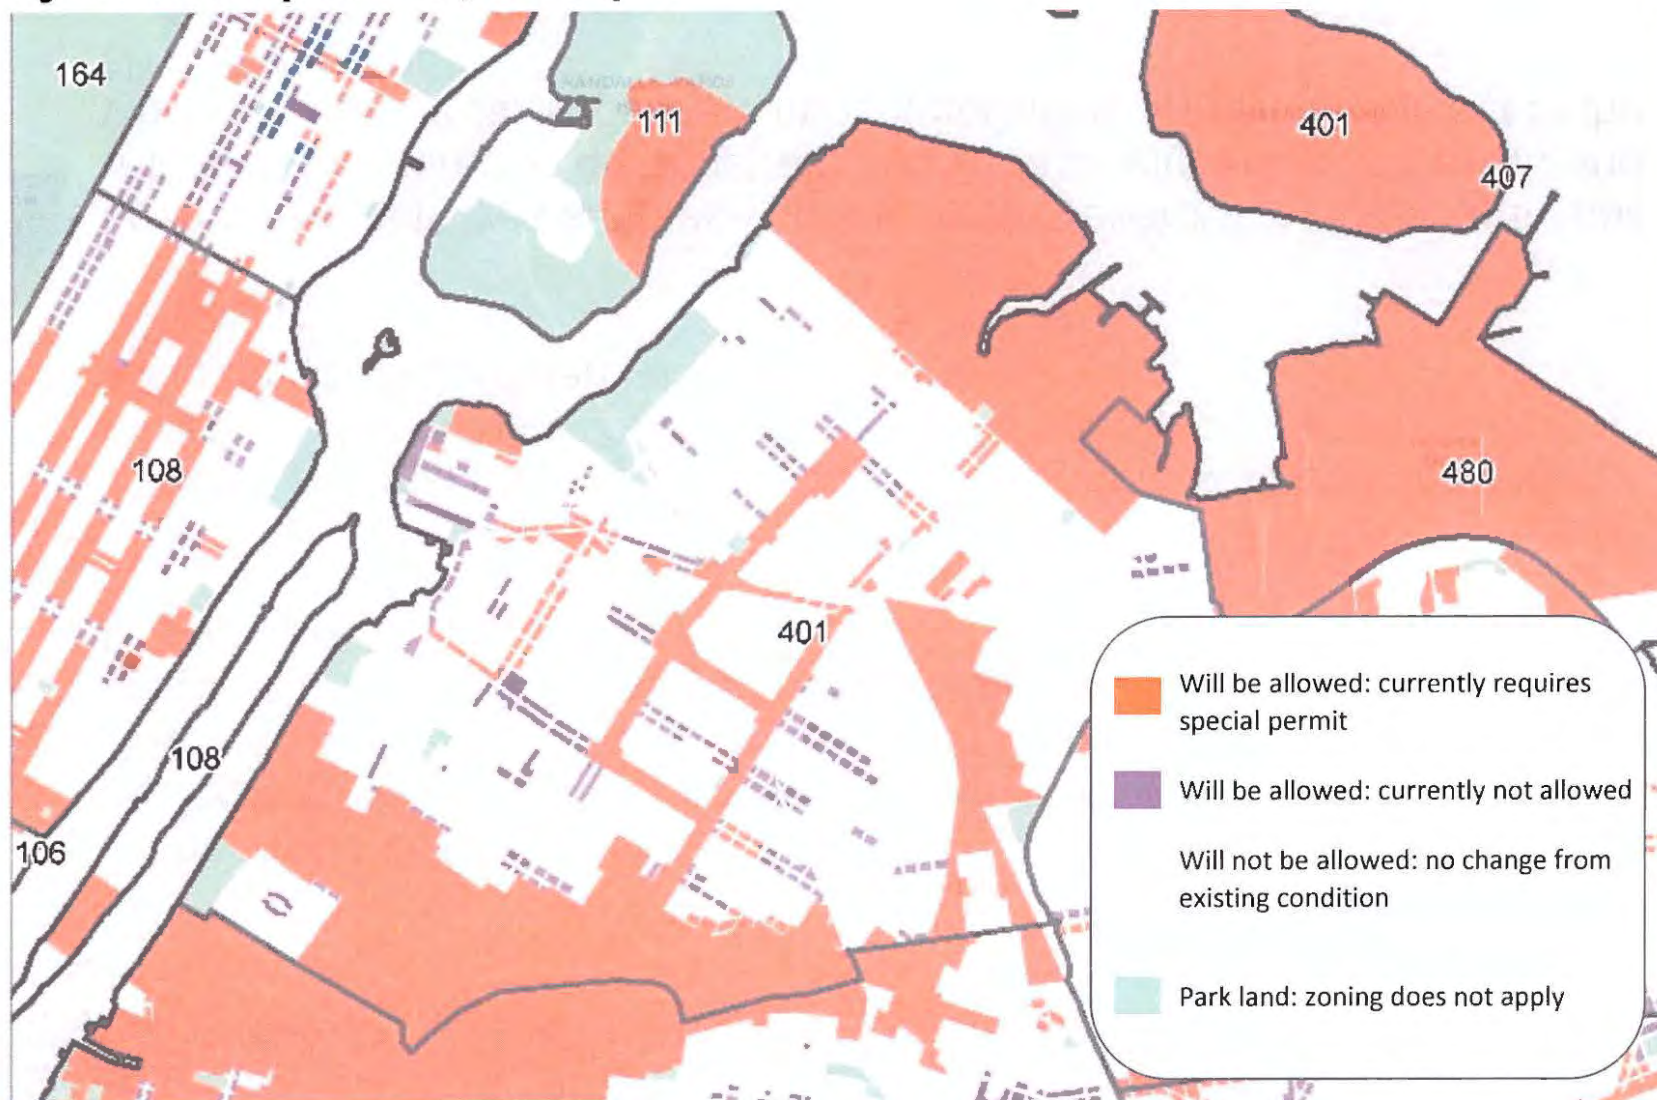 164
111
401
407
108
480
401
108
106
Will be allowed: currently requires
special permit
Will be allowed: currently not allowed
Will not be allowed: no change from
existing condition
Park land: zoning does not apply